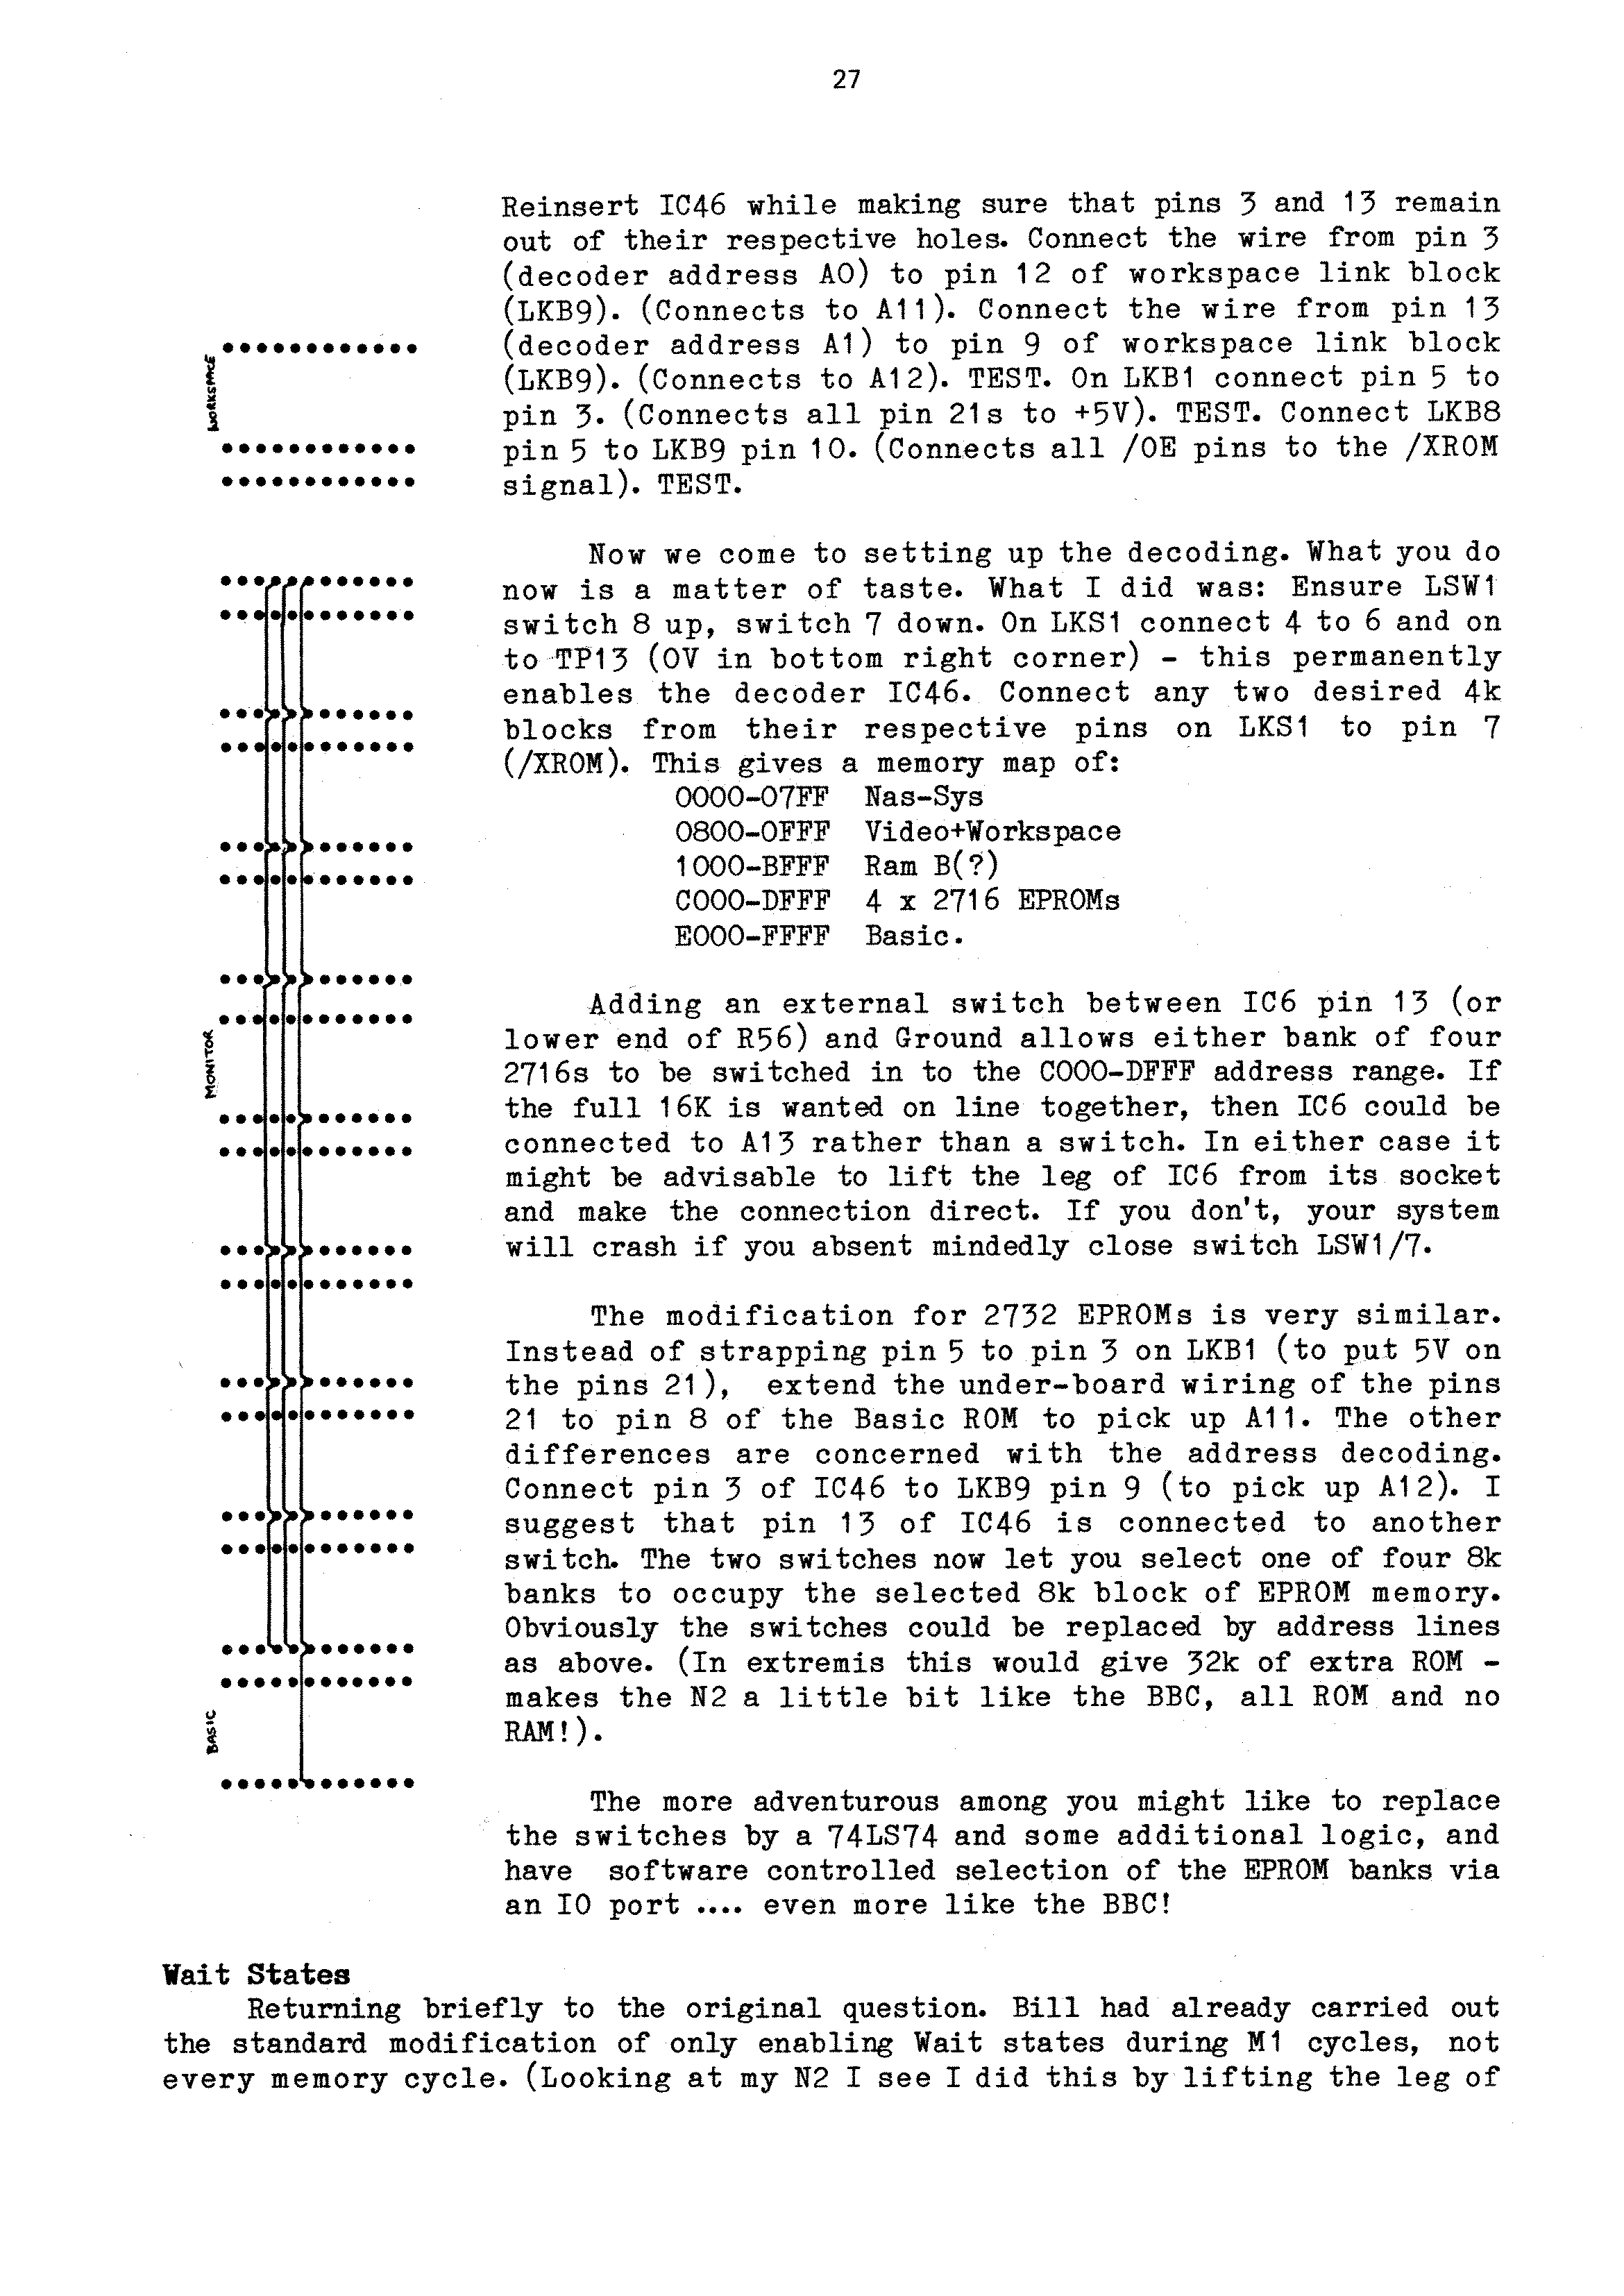 27
Reinsert IC46 while making sure that pins 3 and 13 remain
out of their respective holes. Connect the wire from pin 3
(decoder address A0) to pin 12 of workspace link block
(LKB9). (Connects to A11). Connect the wire from pin 13
(decoder address A1) to pin 9 of workspace link block
(LKB9). (Connects to A12). TEST. On LKB1 connect pin 5 to
pin 3. (Connects all pin 21s to +5V). TEST. Connect LKB8
pin 5 to LKB9 pin 10. (Connects all /OE pins to the /XROM
signal). TEST.
WORKSPACE
Now we come to setting up the decoding. What you do
now is a matter of taste. What I did was: Ensure LSW1
switch 8 up, switch 7 down. On LKS1 connect 4 to 6 and on
to TP13 (0V in bottom right corner) - this permanently
enables the decoder IC46. Connect any two desired 4k
blocks from their respective pins on LKS1 to pin 7
(/XROM). This gives a memory map of:
0000-07FF Nas-Sys
0800-0FFF Video+Workspace
1000-BFFF Ram B(?)
C000-DFFF 4 x 2716 EPROMs
E000-FFFF Basic.
Adding an external switch between IC6 pin 13 (or
lower end of R56) and Ground allows either bank of four
2716s to be switched in to the C000-DFFF address range. If
the full 16K is wanted on line together, then IC6 could be
connected to A13 rather than a switch. In either case it
might be advisable to lift the leg of IC6 from its socket
and make the connection direct. If you don't, your system
will crash if you absent mindedly close switch LSW1/7.
MONITOR
The modification for 2732 EPROMs is very similar.
Instead of strapping pin 5 to pin 3 on LKB1 (to put 5V on
the pins 21), extend the under-board wiring of the pins
21 to pin 8 of the Basic ROM to pick up A11. The other
differences are concerned with the address decoding.
Connect pin 3 of IC46 to LKB9 pin 9 (to pick up A12). I
suggest that pin 13 of IC46 is connected to another
switch. The two switches now let you select one of four 8k
banks to occupy the selected 8k block of EPROM memory.
Obviously the switches could be replaced by address lines
as above. (In extremis this would give 32k of extra ROM -
makes the N2 a little bit like the BBC, all ROM and no
RAM!).
BASIC
The more adventurous among you might like to replace
the switches by a 74LS74 and some additional logic, and
have software controlled selection of the EPROM banks via
an IO port .... even more like the BBC!
Wait States
Returning briefly to the original question. Bill had already carried out
the standard modification of only enabling Wait states during M1 cycles, not
every memory cycle. (Looking at my N2 I see I did this by lifting the leg of